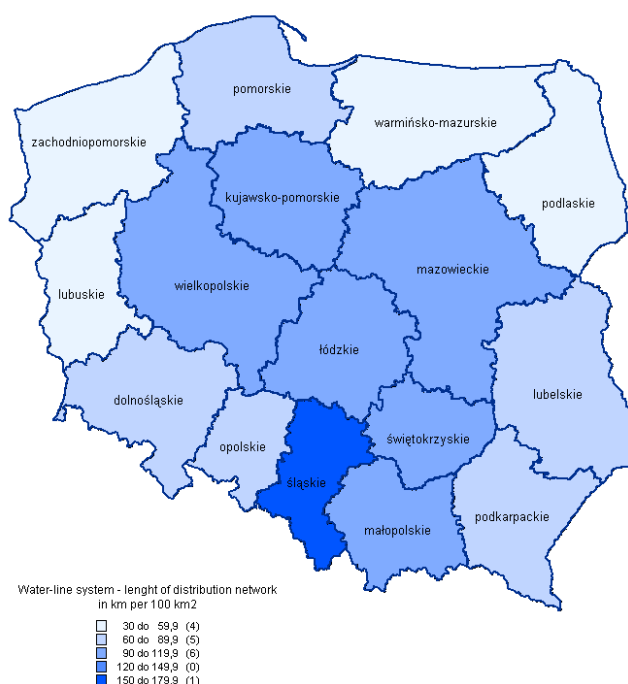 pomorskie
warmińsko-mazurskie
zachodniopomorskie
kujawsko-pomorskie
podlaskie
mazowieckie
wielkopolskie
lubuskie
łódzkie
lubelskie
dolnośląskie
świętokrzyskie
opolskie
śląskie
podkarpackie
małopolskie
Water-line system - lenght of distribution network
in km per 100 km2
30 do 59,9 (4)
60 do 89,9 (5)
90 do 119,9 (6)
120 do 149,9 (0)
150 do 179,9 (1)